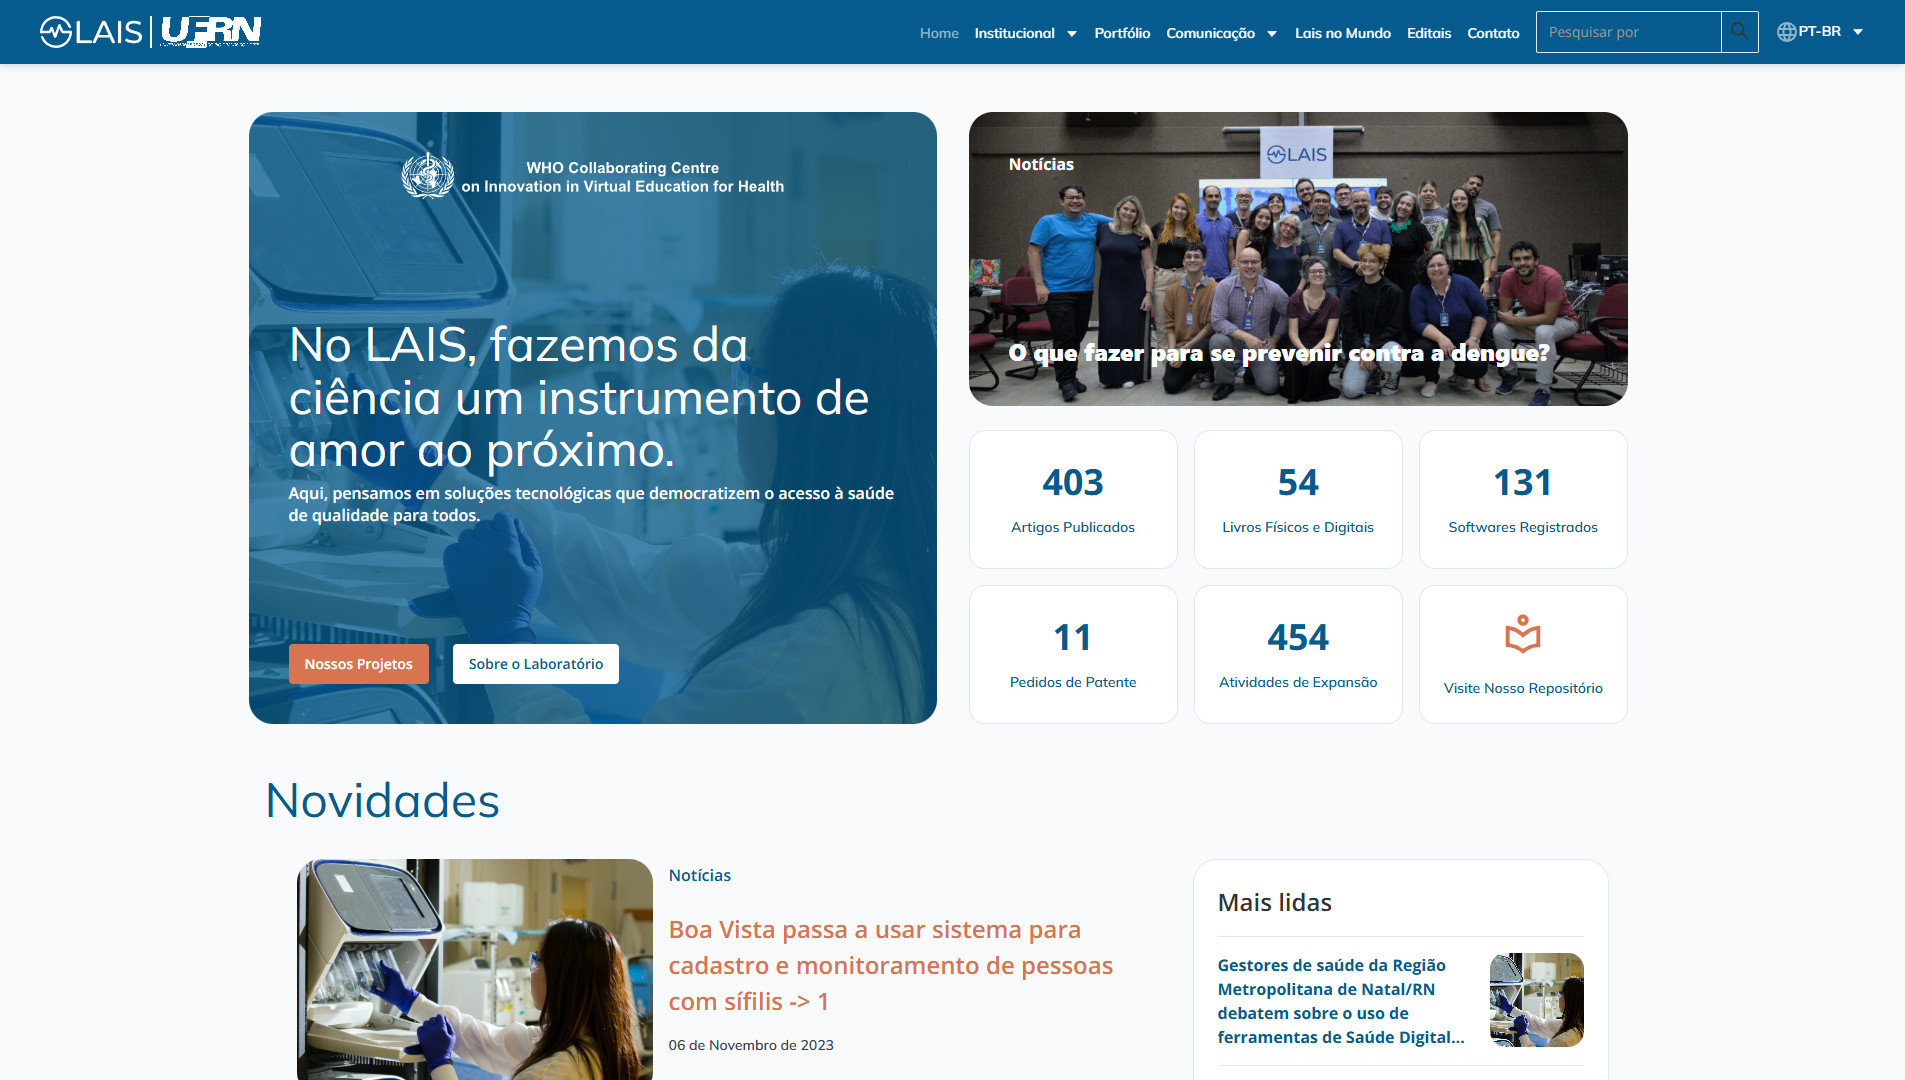 LAIS | UFRN
Home Institucional Portfólio Comunicação Lais no Mundo Editais Contato Pesquisar por PT-BR
WHO Collaborating Centre
on Innovation in Virtual Education for Health
No LAIS, fazemos da
ciência um instrumento de
amor ao próximo.
Aqui, pensamos em soluções tecnológicas que democratizem o acesso à saúde
de qualidade para todos.
Nossos Projetos
Sobre o Laboratório
LAIS
Notícias
O que fazer para se prevenir contra a dengue?
403
Artigos Publicados
54
Livros Físicos e Digitais
131
Softwares Registrados
11
Pedidos de Patente
454
Atividades de Expansão
Visite Nosso Repositório
Novidades
Notícias
Boa Vista passa a usar sistema para
cadastro e monitoramento de pessoas
com sífilis -> 1
06 de Novembro de 2023
Mais lidas
Gestores de saúde da Região
Metropolitana de Natal/RN
debatem sobre o uso de
ferramentas de Saúde Digital...